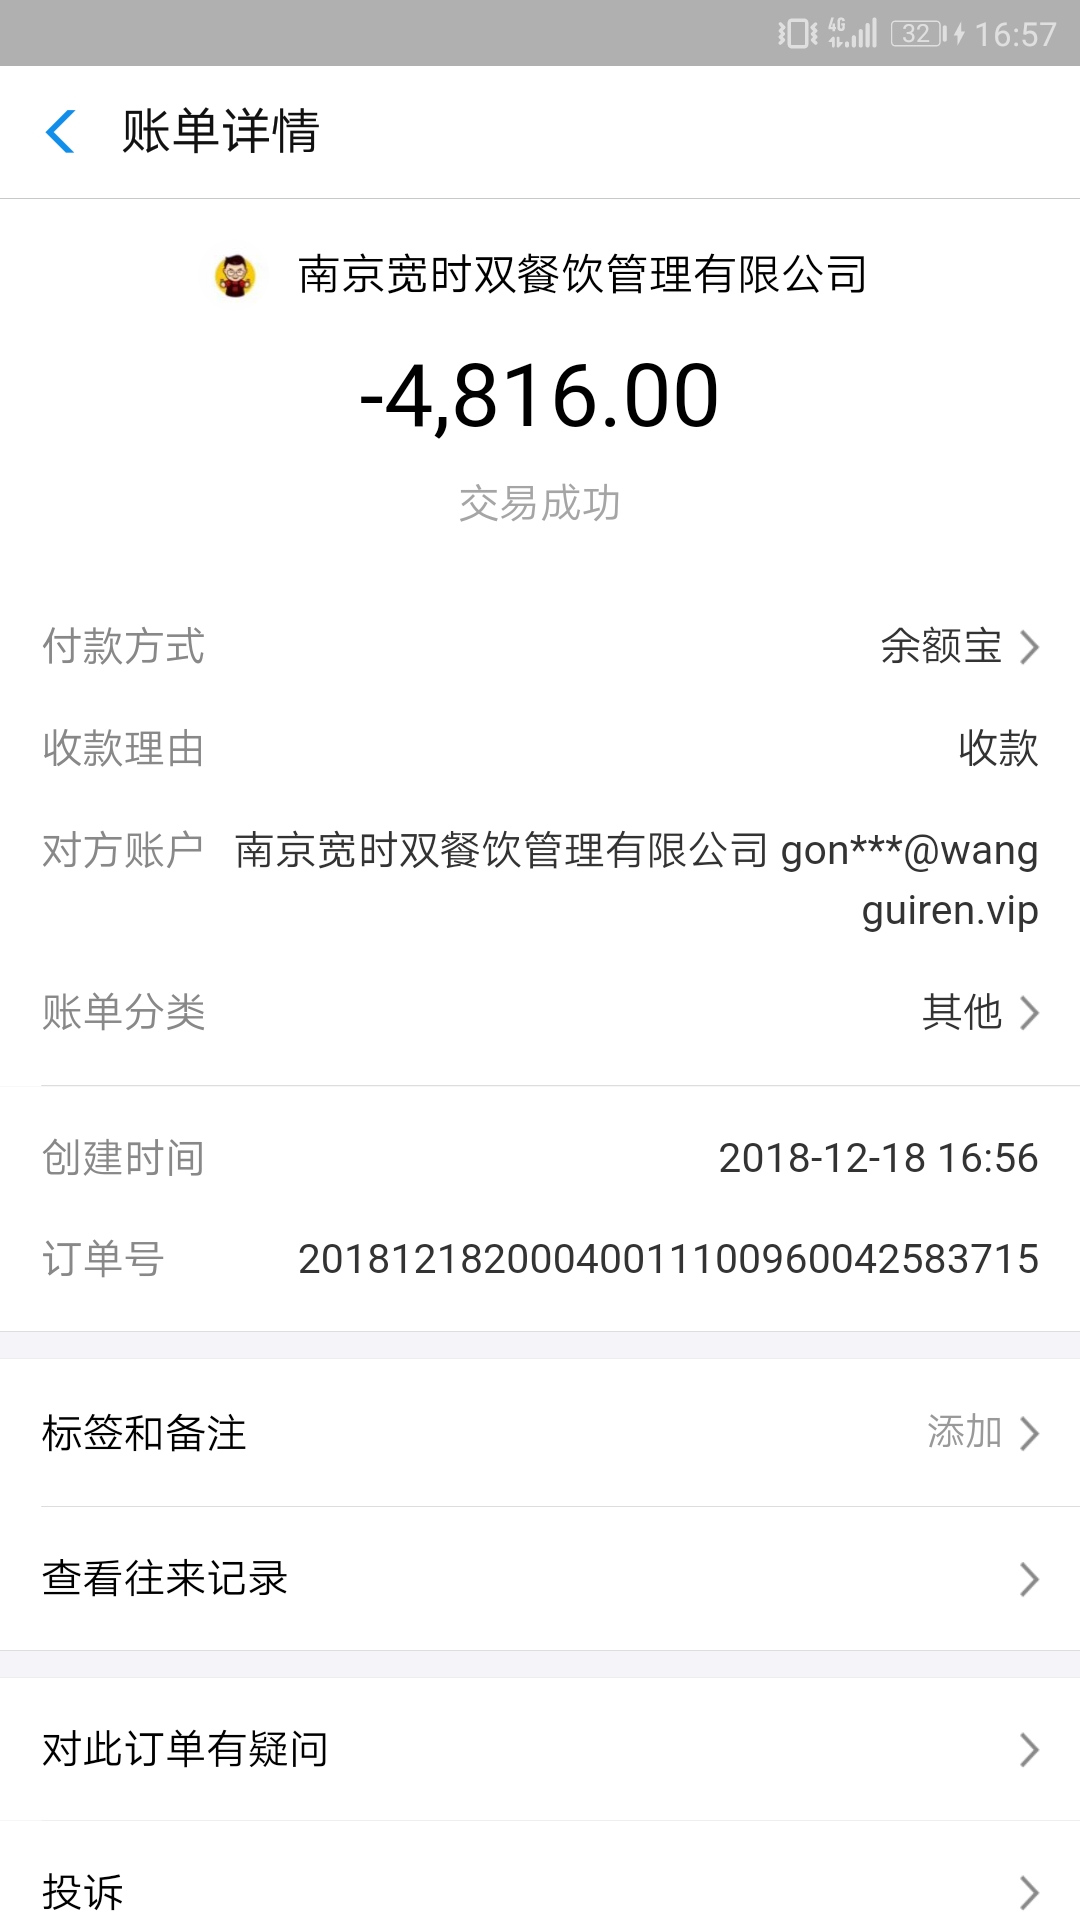 4G 32 16:57
账单详情
南京宽时双餐饮管理有限公司
-4,816.00
交易成功
付款方式 余额宝
收款理由 收款
对方账户 南京宽时双餐饮管理有限公司 gon***@wang
guiren.vip
账单分类 其他
创建时间 2018-12-18 16:56
订单号 20181218200040011100960042583715
标签和备注 添加
查看往来记录
对此订单有疑问
投诉